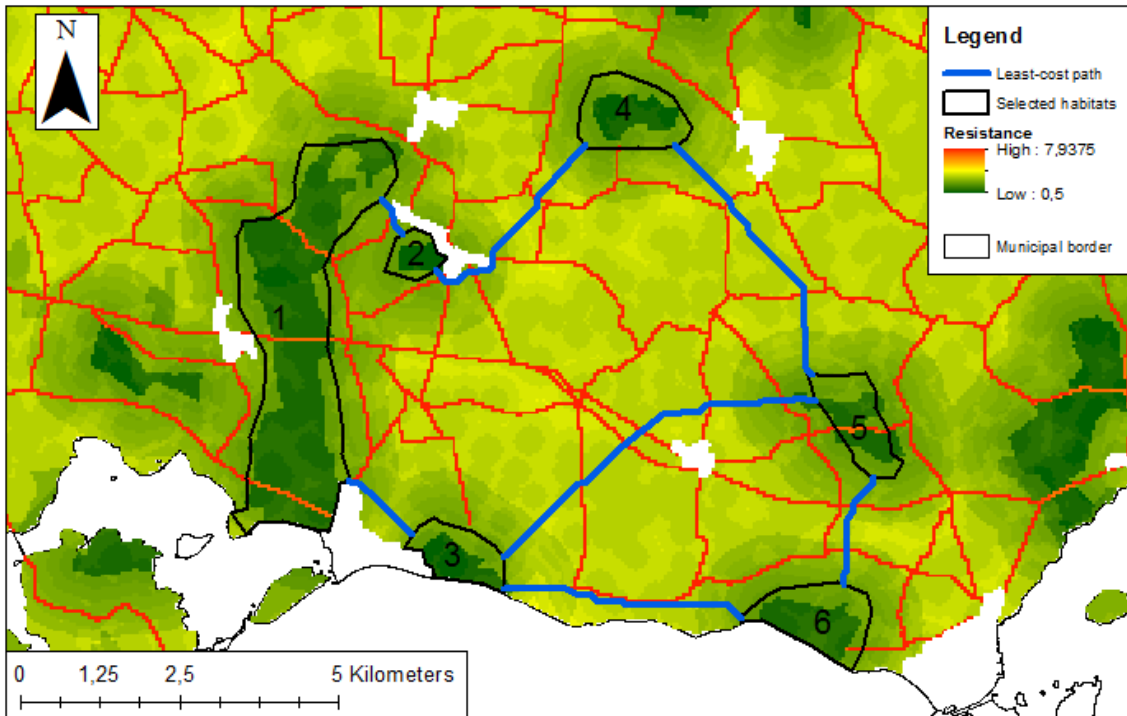 N
Legend
Least-cost path
Selected habitats
Resistance
High : 7,9375
Low : 0,5
Municipal border
4
2
1
5
3
6
0 1,25 2,5 5 Kilometers